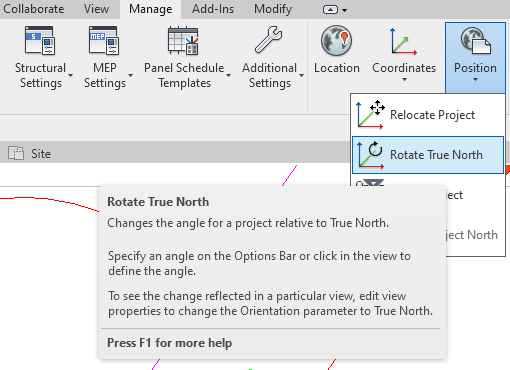 Collaborate View Manage Add-Ins Modify
Structural Settings
MEP Settings
Panel Schedule Templates
Additional Settings
Location
Coordinates
Position
Relocate Project
Rotate True North
ject
ject North
Site
Rotate True North
Changes the angle for a project relative to True North.
Specify an angle on the Options Bar or click in the view to
define the angle.
To see the change reflected in a particular view, edit view
properties to change the Orientation parameter to True North.
Press F1 for more help